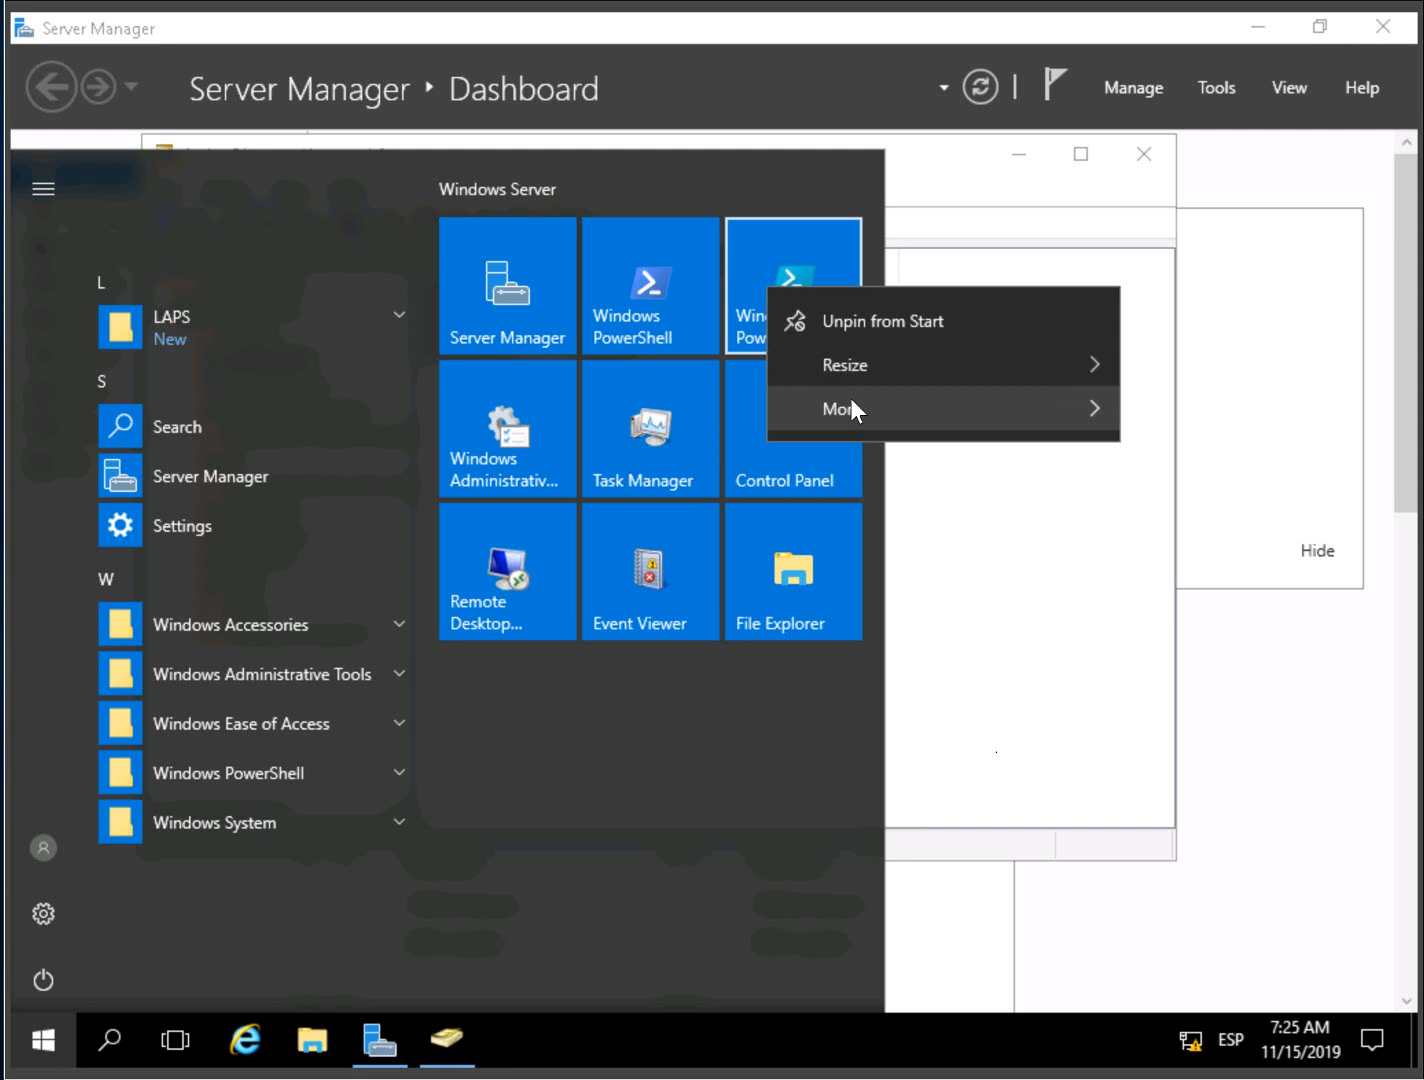 Server Manager
Server Manager ‣ Dashboard
Manage
Tools
View
Help
Windows Server
L
LAPS
New
S
Search
Server Manager
Settings
W
Windows Accessories
Windows Administrative Tools
Windows Ease of Access
Windows PowerShell
Windows System
Server Manager
Windows
PowerShell
Unpin from Start
Resize
Windows
Administrativ...
Task Manager
Control Panel
Remote
Desktop...
Event Viewer
File Explorer
Hide
ESP
7:25 AM
11/15/2019